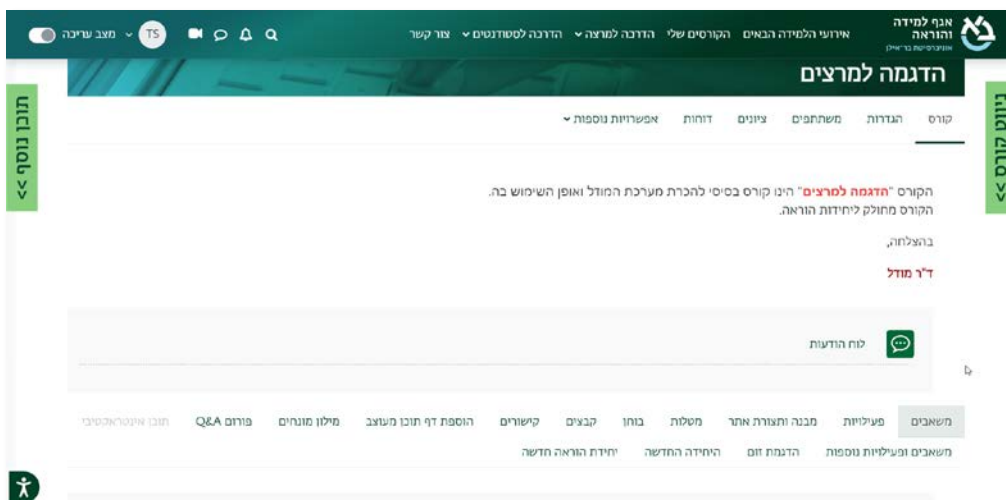 אגף למידה
והוראה
אוניברסיטת בר־אילן
אירועי הלמידה הבאים הקורסים שלי הדרכה למרצה הדרכה לסטודנטים צור קשר
TS מצב עריכה
הדגמה למרצים
ניווט קורס >>
תוכן נוסף >>
קורס הגדרות משתתפים ציונים דוחות אפשרויות נוספות
הקורס "הדגמה למרצים" הינו קורס בסיסי להכרת מערכת המודל ואופן השימוש בה.
הקורס מחולק ליחידות הוראה.
בהצלחה,
ד"ר מודל
לוח הודעות
משאבים פעילויות מבנה ותצורת אתר מטלות בוחן קבצים קישורים הוספת דף תוכן מעוצב מילון מונחים פורום Q&A תוכן אינטראקטיבי
משאבים ופעילויות נוספות הדגמת זום היחידה החדשה יחידת הוראה חדשה